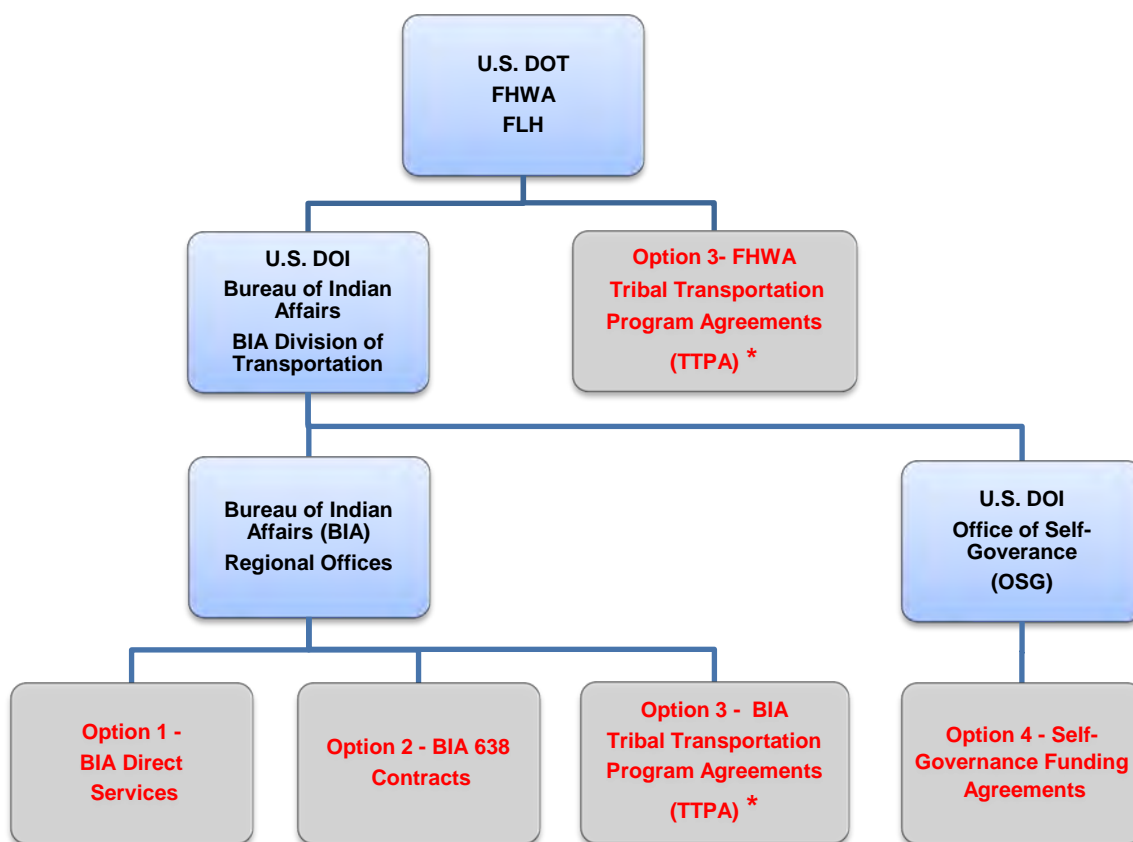 U.S. DOT
FHWA
FLH
U.S. DOI
Bureau of Indian
Affairs
BIA Division of
Transportation
Option 3- FHWA
Tribal Transportation
Program Agreements
(TTPA) *
Bureau of Indian
Affairs (BIA)
Regional Offices
U.S. DOI
Office of Self-
Goverance
(OSG)
Option 1 -
BIA Direct
Services
Option 2 - BIA 638
Contracts
Option 3 - BIA
Tribal Transportation
Program Agreements
(TTPA) *
Option 4 - Self-
Governance Funding
Agreements